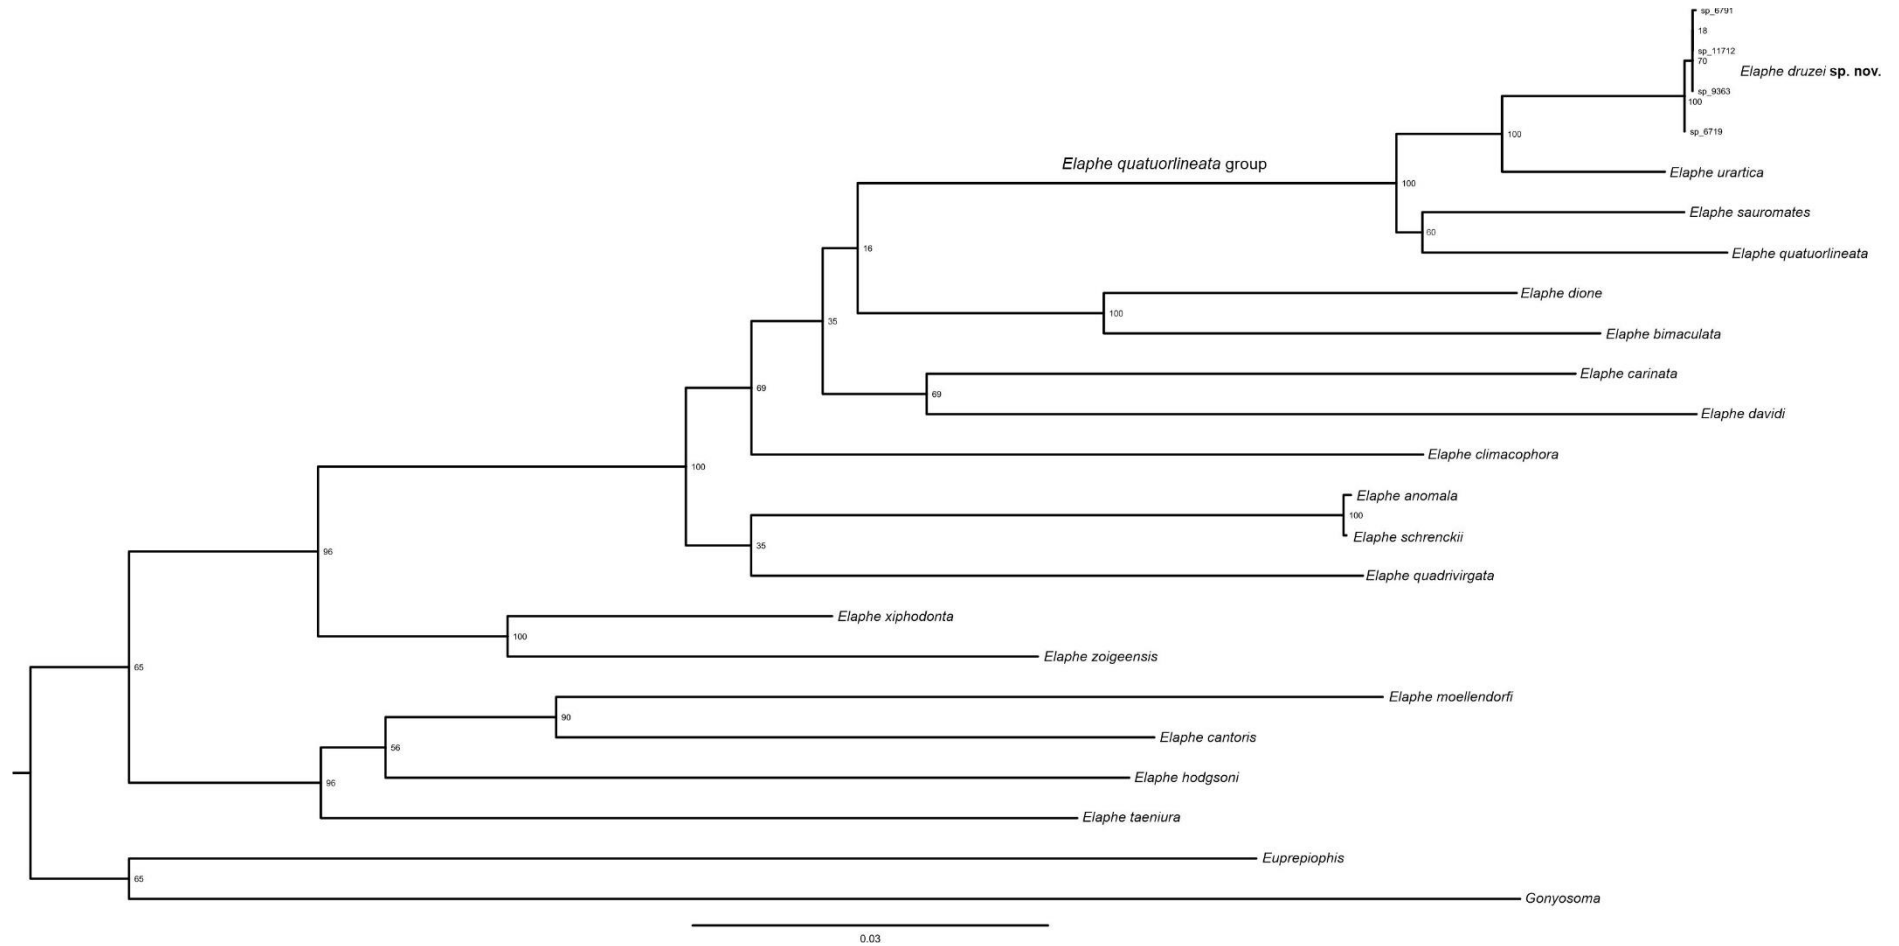 sp_6791
18
sp_11712
70
Elaphe druzei sp. nov.
sp_9363
100
sp_6719
100
Elaphe quatuorlineata group
Elaphe urartica
100
Elaphe sauromates
60
16
Elaphe quatuorlineata
Elaphe dione
100
35
Elaphe bimaculata
Elaphe carinata
69
69
Elaphe davidi
Elaphe climacophora
100
Elaphe anomala
100
Elaphe schrenckii
35
96
Elaphe quadrivirgata
Elaphe xiphodonta
100
Elaphe zoigeensis
65
Elaphe moellendorfi
90
Elaphe cantoris
56
Elaphe hodgsoni
96
Elaphe taeniura
Euprepiophis
65
Gonyosoma
0.03